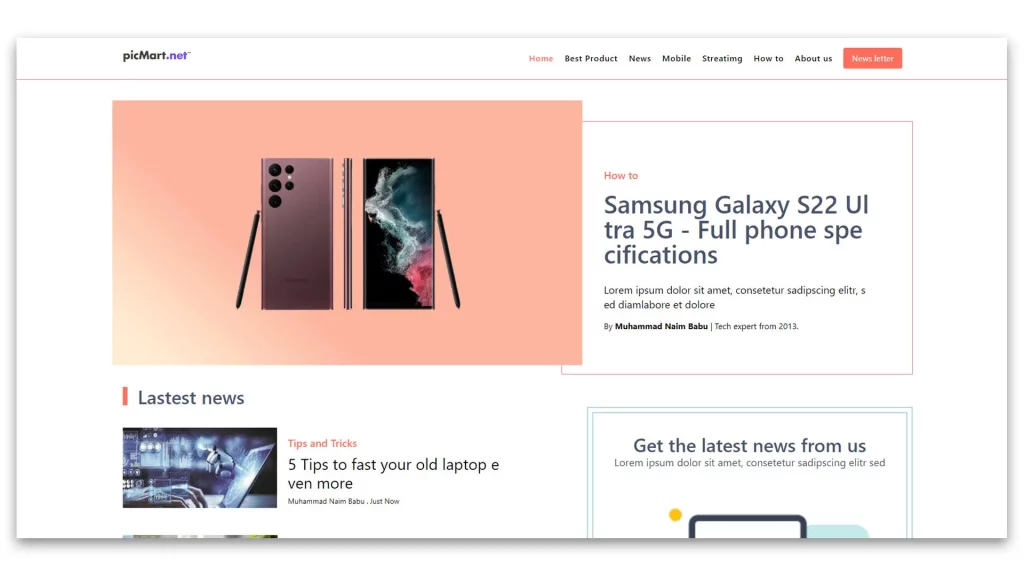 picMart.net™
Home Best Product News Mobile Streatimg How to About us News letter
How to
Samsung Galaxy S22 Ul
tra 5G - Full phone spe
cifications
Lorem ipsum dolor sit amet, consetetur sadipscing elitr, s
ed diamlabore et dolore
By Muhammad Naim Babu | Tech expert from 2013.
Lastest news
Tips and Tricks
5 Tips to fast your old laptop e
ven more
Muhammad Naim Babu . Just Now
Get the latest news from us
Lorem ipsum dolor sit amet, consetetur sadipscing elitr sed